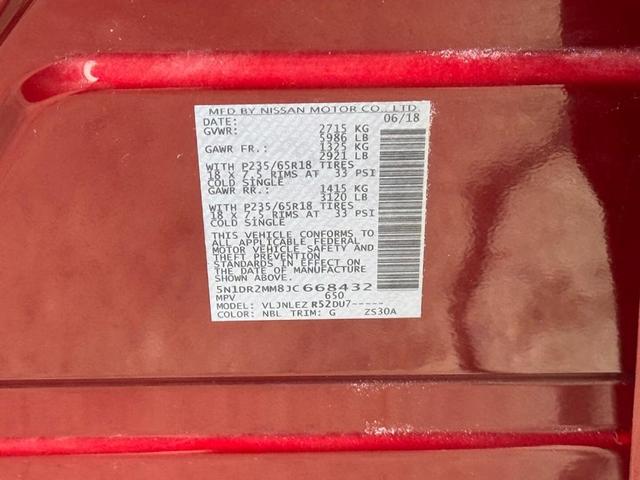 MFD BY NISSAN MOTOR CO., LTD.
DATE: 06/18
GVWR: 2715 KG
5986 LB
GAWR FR.: 1325 KG
2921 LB
WITH P235/65R18 TIRES
18 x 7.5 RIMS AT 33 PSI
COLD SINGLE
GAWR RR.: 1415 KG
3120 LB
WITH P235/65R18 TIRES
18 x 7.5 RIMS AT 33 PSI
COLD SINGLE
THIS VEHICLE CONFORMS TO
ALL APPLICABLE FEDERAL
MOTOR VEHICLE SAFETY AND
THEFT PREVENTION
STANDARDS IN EFFECT ON
THE DATE OF MANUFACTURE
SHOWN ABOVE.
5N1DR2MM8JC668432
MPV 650
MODEL: VLJNLEZ R52DU7-----
COLOR: NBL TRIM: G ZS30A